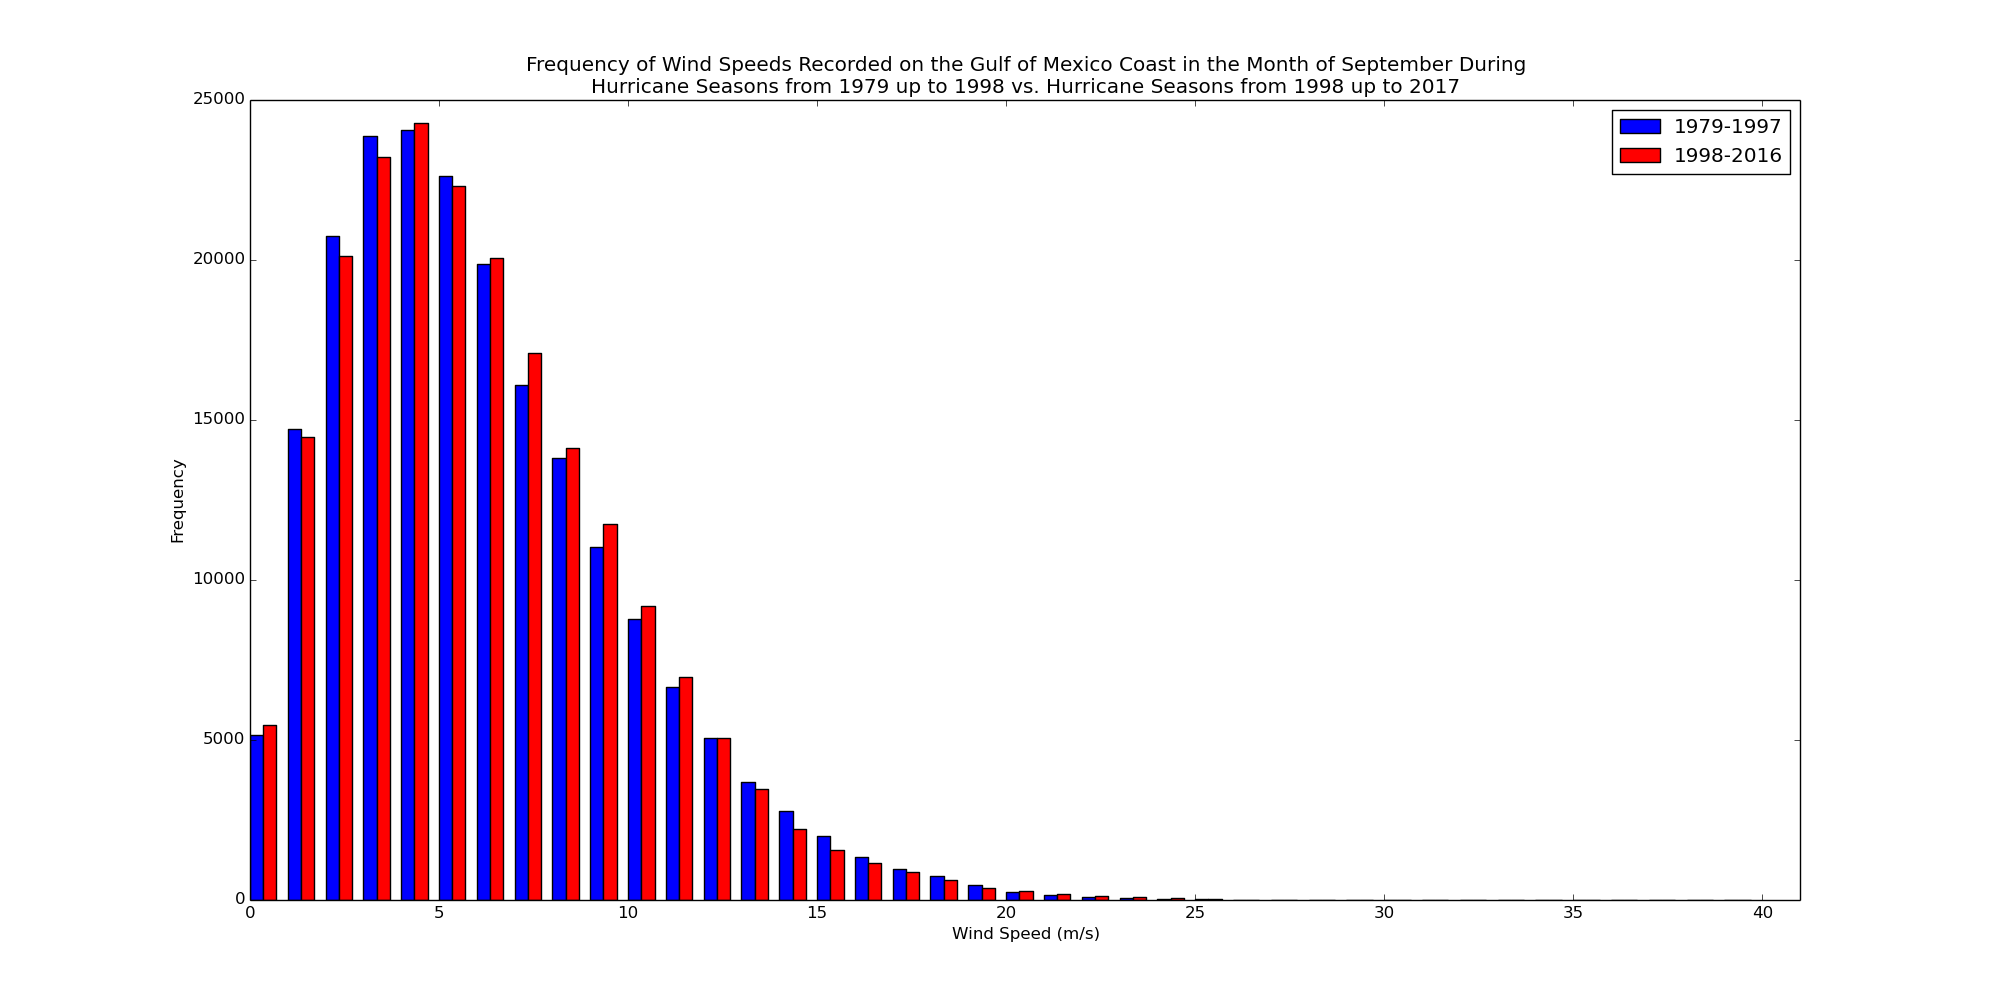 Frequency of Wind Speeds Recorded on the Gulf of Mexico Coast in the Month of September During
Hurricane Seasons from 1979 up to 1998 vs. Hurricane Seasons from 1998 up to 2017
1979-1997
1998-2016
Frequency
25000
20000
15000
10000
5000
0
0 5 10 15 20 25 30 35 40
Wind Speed (m/s)